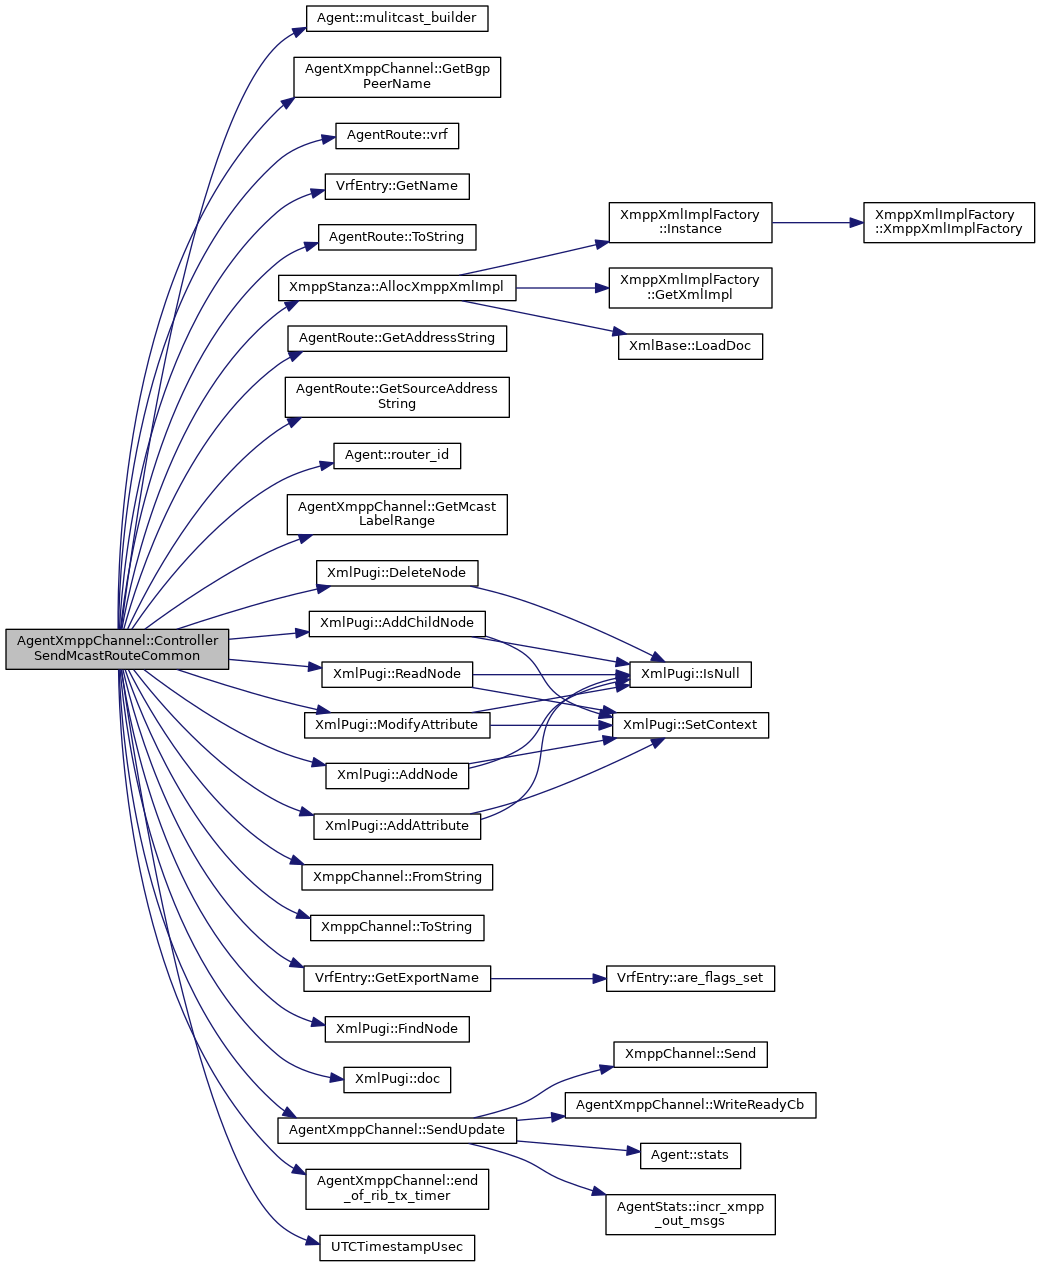 Agent::mulitcast_builder
AgentXmppChannel::GetBgp
PeerName
AgentRoute::vrf
VrfEntry::GetName
AgentRoute::ToString
XmppStanza::AllocXmppXmlImpl
XmppXmlImplFactory
::Instance
XmppXmlImplFactory
::XmppXmlImplFactory
XmppXmlImplFactory
::GetXmlImpl
XmlBase::LoadDoc
AgentRoute::GetAddressString
AgentRoute::GetSourceAddress
String
Agent::router_id
AgentXmppChannel::GetMcast
LabelRange
XmlPugi::DeleteNode
AgentXmppChannel::Controller
SendMcastRouteCommon
XmlPugi::AddChildNode
XmlPugi::ReadNode
XmlPugi::IsNull
XmlPugi::ModifyAttribute
XmlPugi::SetContext
XmlPugi::AddNode
XmlPugi::AddAttribute
XmppChannel::FromString
XmppChannel::ToString
VrfEntry::GetExportName
VrfEntry::are_flags_set
XmlPugi::FindNode
XmlPugi::doc
AgentXmppChannel::SendUpdate
XmppChannel::Send
AgentXmppChannel::WriteReadyCb
Agent::stats
AgentStats::incr_xmpp
_out_msgs
AgentXmppChannel::end
_of_rib_tx_timer
UTCTimestampUsec